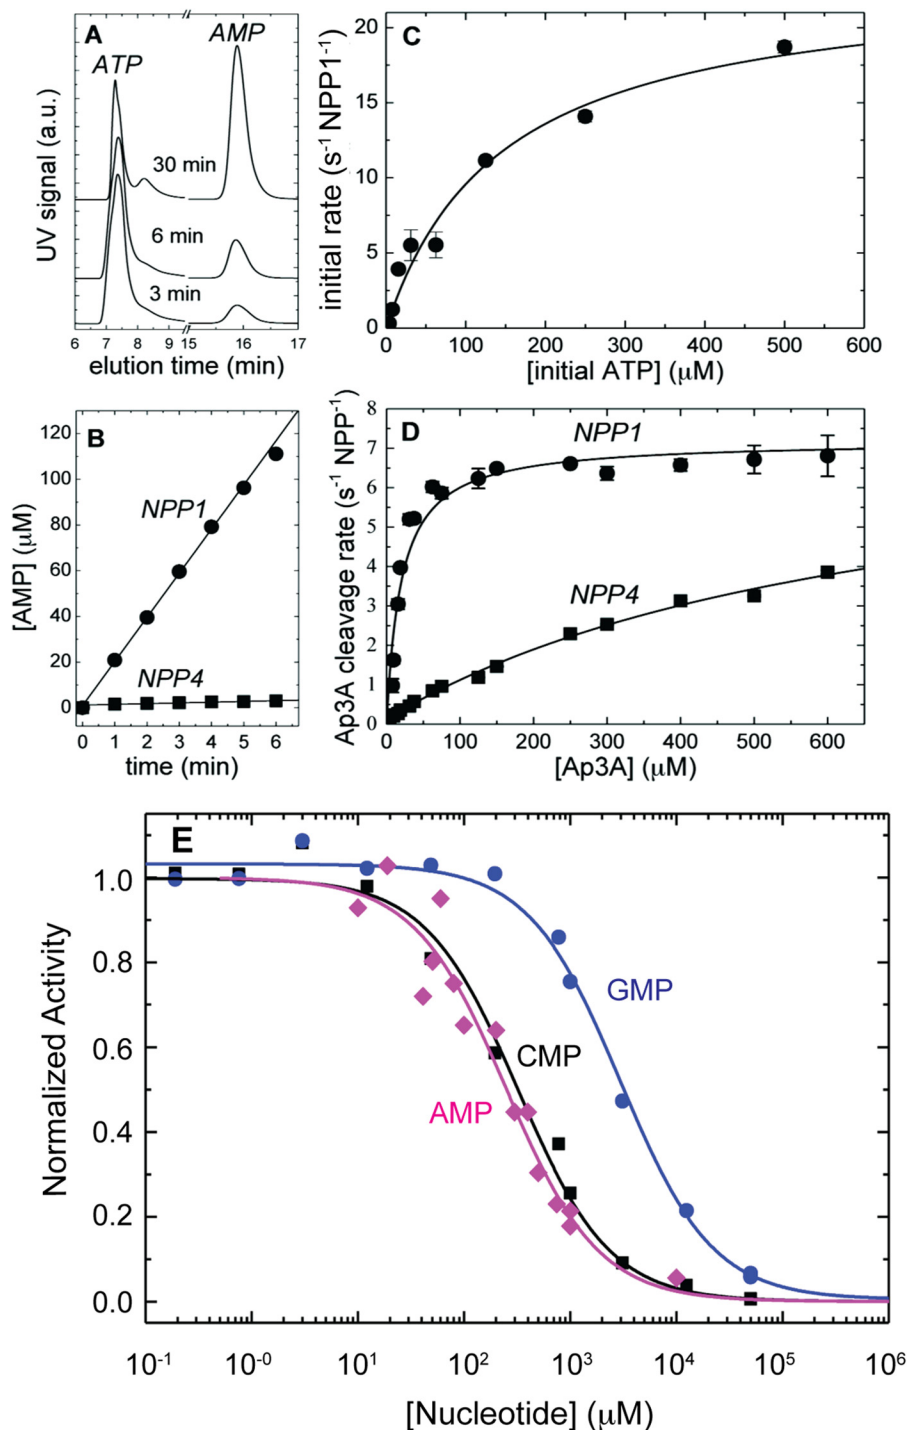 A
ATP
AMP
30 min
6 min
3 min
UV signal (a.u.)
6 7 8 9 15 16 17
elution time (min)
C
20
15
10
5
0
initial rate (s⁻¹ NPP1⁻¹)
0 100 200 300 400 500 600
[initial ATP] (μM)
B
120
100
80
60
40
20
0
[AMP] (μM)
NPP1
NPP4
0 1 2 3 4 5 6
time (min)
D
8
7
6
5
4
3
2
1
0
Ap3A cleavage rate (s⁻¹ NPP⁻¹)
NPP1
NPP4
0 100 200 300 400 500 600
[Ap3A] (μM)
E
1.0
0.8
0.6
0.4
0.2
0.0
Normalized Activity
GMP
CMP
AMP
10⁻¹ 10⁻⁰ 10¹ 10² 10³ 10⁴ 10⁵ 10⁶
[Nucleotide] (μM)